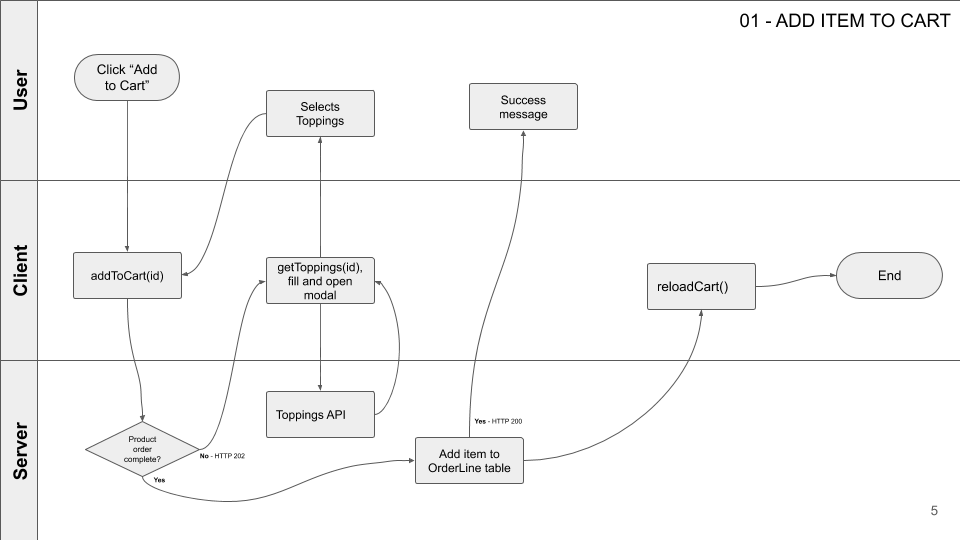 01 - ADD ITEM TO CART
User
Click “Add
to Cart”
Selects
Toppings
Success
message
Client
addToCart(id)
getToppings(id),
fill and open
modal
reloadCart()
End
Server
Product
order
complete?
No - HTTP 202
Yes
Toppings API
Yes - HTTP 200
Add item to
OrderLine table
5